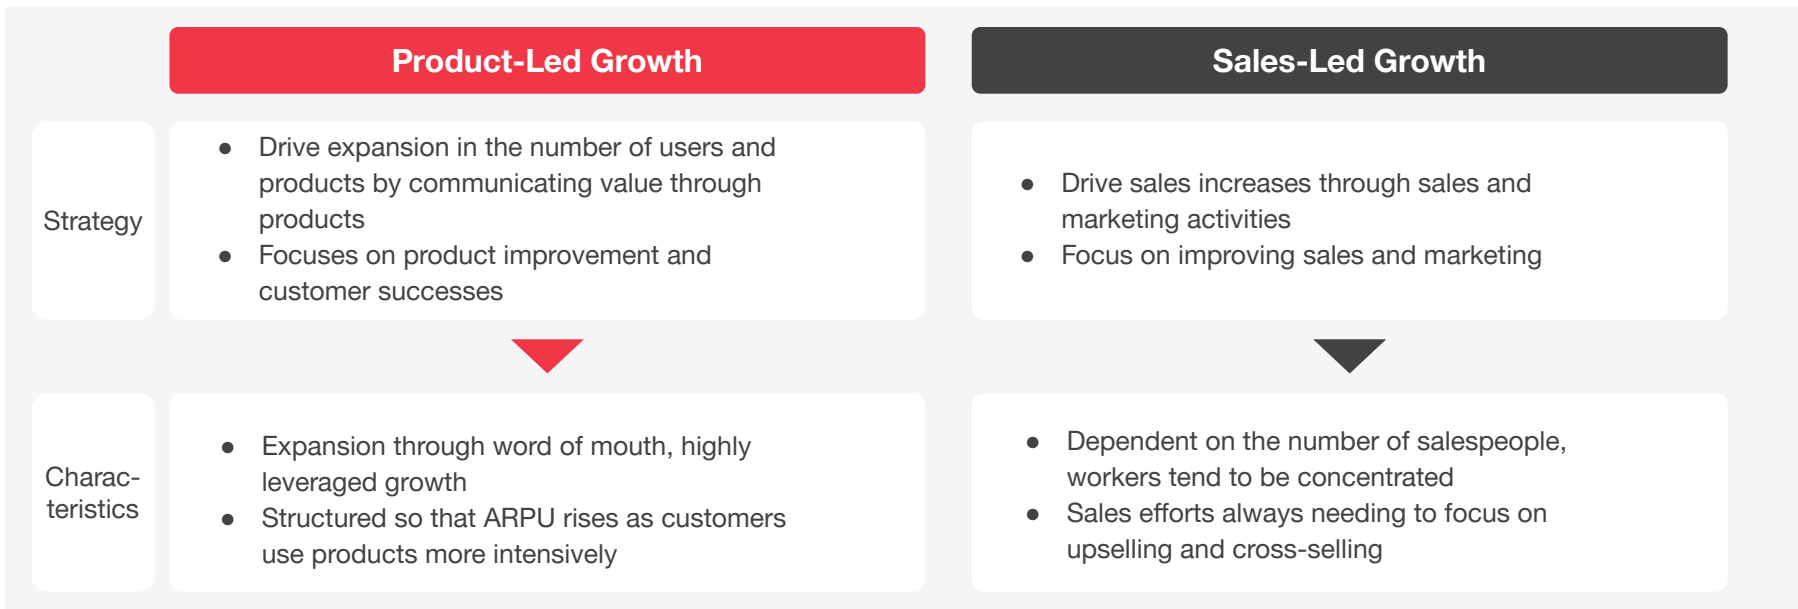 Product-Led Growth
Sales-Led Growth
Strategy
● Drive expansion in the number of users and
products by communicating value through
products
● Focuses on product improvement and
customer successes
● Drive sales increases through sales and
marketing activities
● Focus on improving sales and marketing
Charac-
teristics
● Expansion through word of mouth, highly
leveraged growth
● Structured so that ARPU rises as customers
use products more intensively
● Dependent on the number of salespeople,
workers tend to be concentrated
● Sales efforts always needing to focus on
upselling and cross-selling